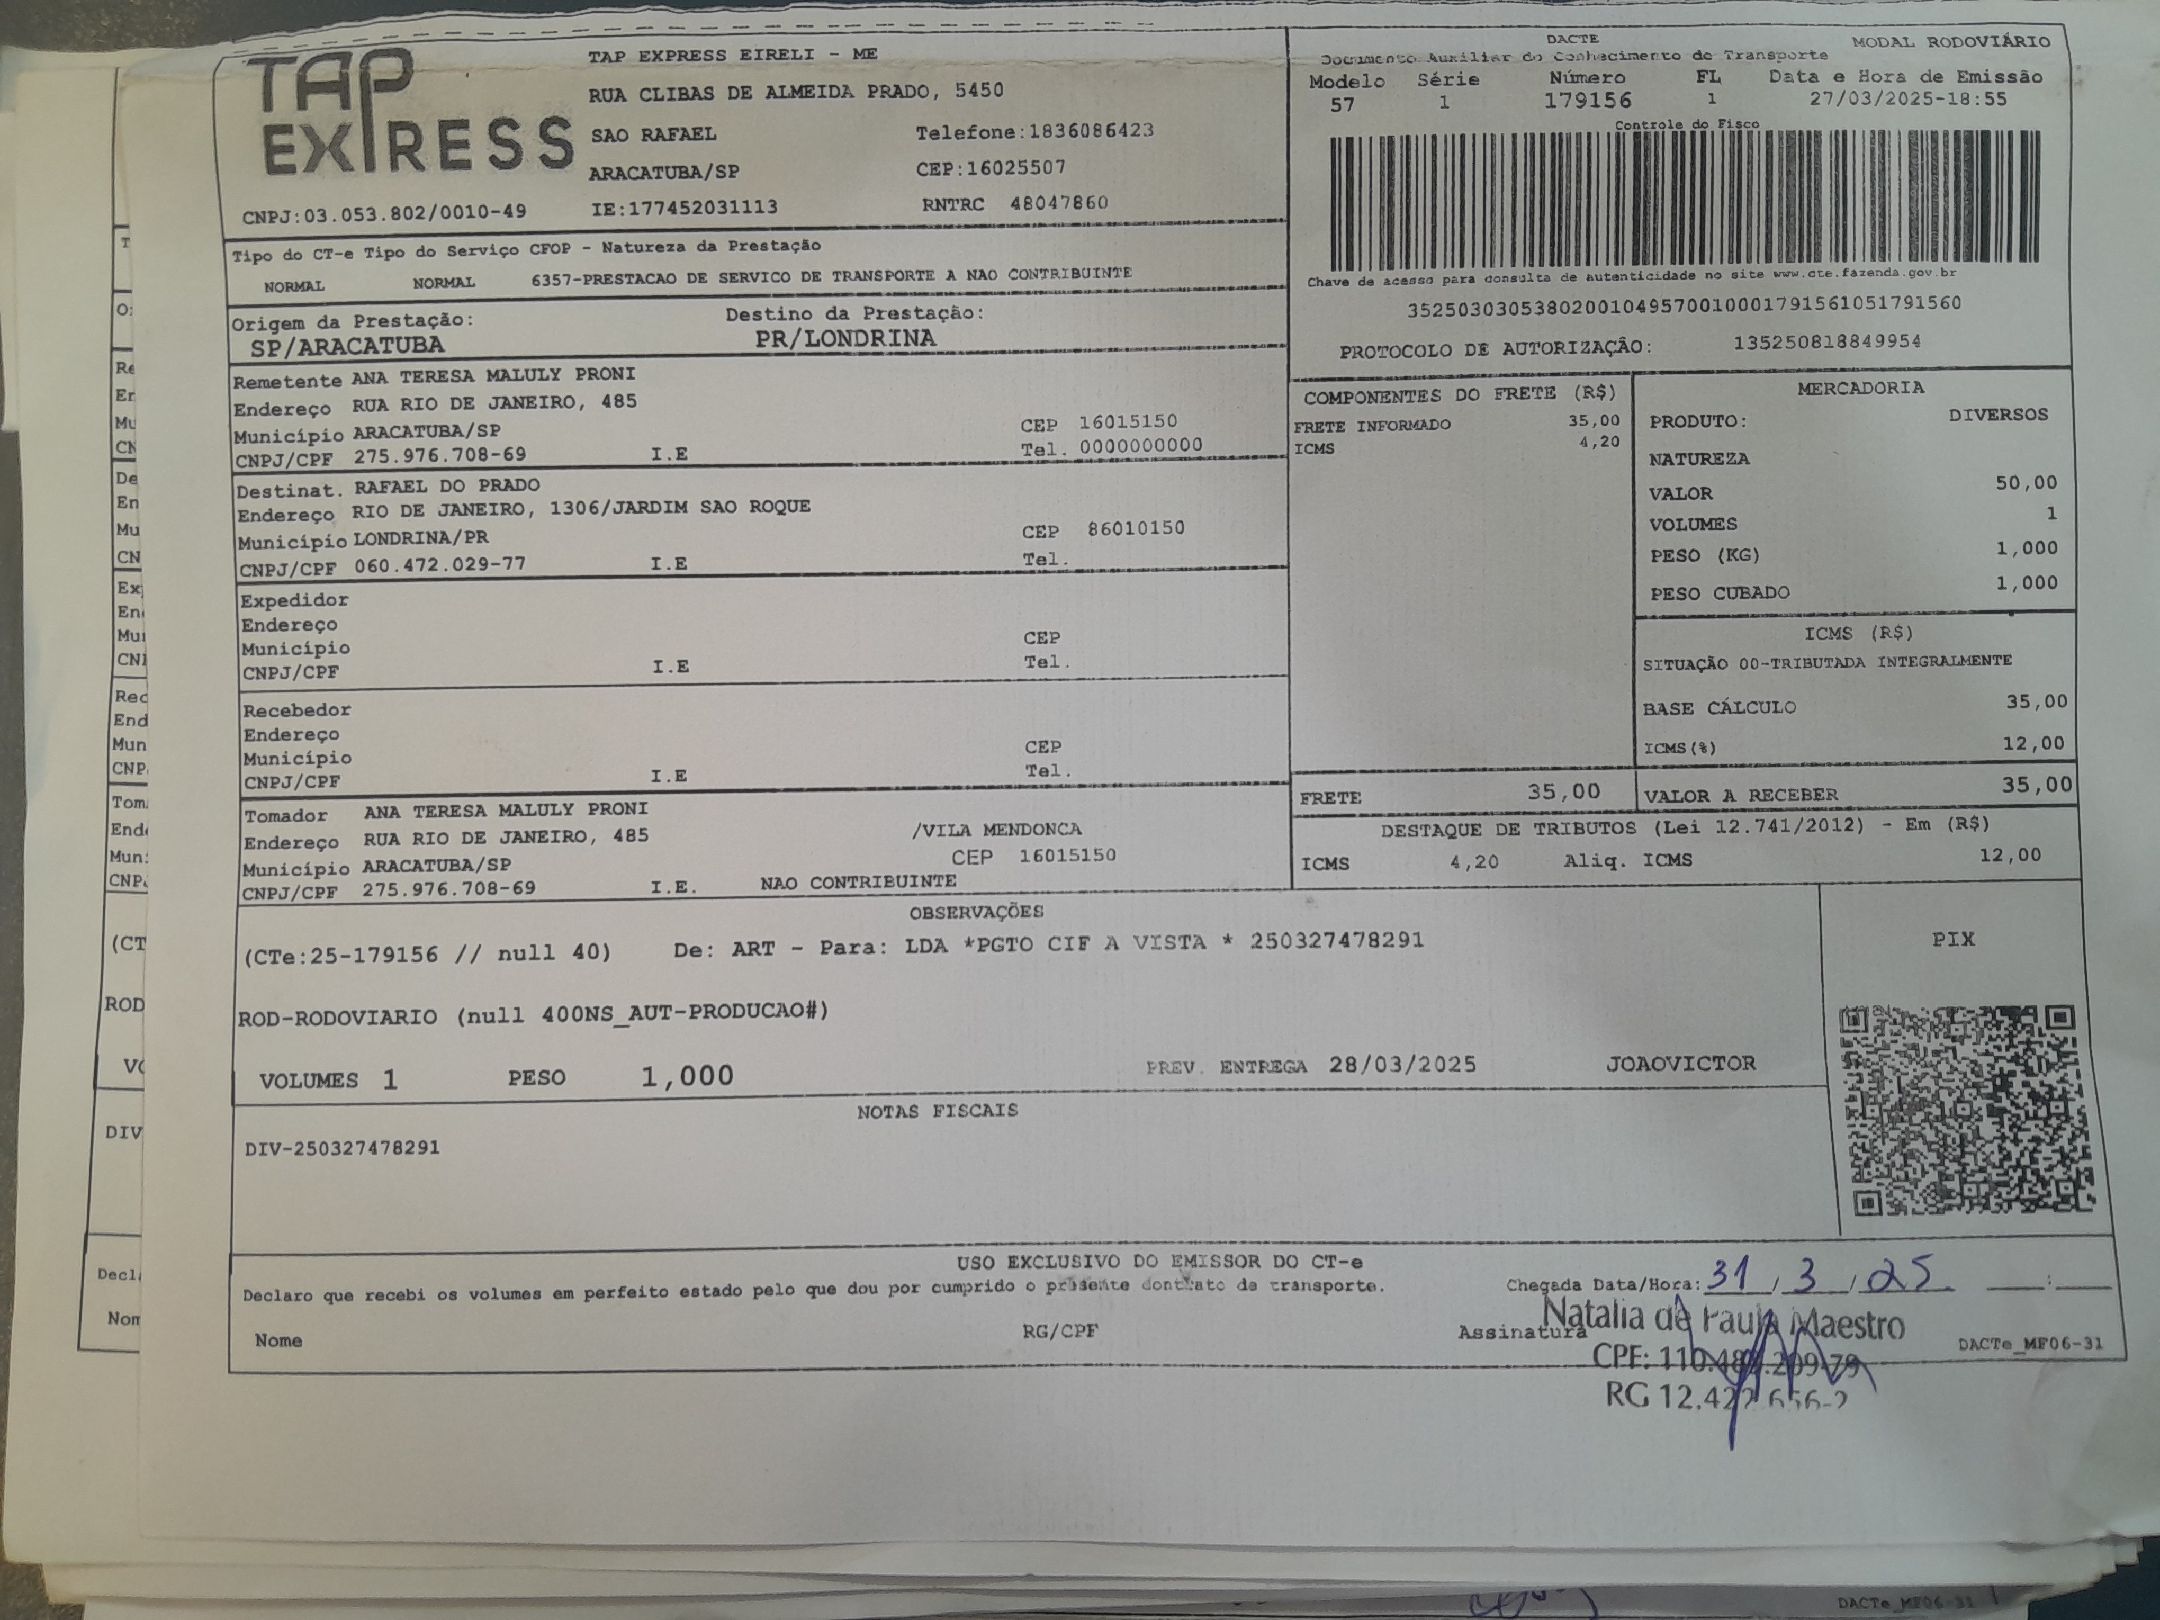 TAP EXPRESS
TAP EXPRESS EIRELI - ME
RUA CLIBAS DE ALMEIDA PRADO, 5450
SAO RAFAEL Telefone:1836086423
ARACATUBA/SP CEP:16025507
CNPJ:03.053.802/0010-49 IE:177452031113 RNTRC 48047860
DACTE MODAL RODOVIÁRIO
Documento Auxiliar do Conhecimento de Transporte
Modelo Série Número FL Data e Hora de Emissão
57 1 179156 1 27/03/2025-18:55
Controle do Fisco
Chave de acesso para consulta de autenticidade no site www.cte.fazenda.gov.br
35250303053802001049570010001791561051791560
PROTOCOLO DE AUTORIZAÇÃO: 135250818849954
Tipo do CT-e Tipo do Serviço CFOP - Natureza da Prestação
NORMAL NORMAL 6357-PRESTACAO DE SERVICO DE TRANSPORTE A NAO CONTRIBUINTE
Origem da Prestação: Destino da Prestação:
SP/ARACATUBA PR/LONDRINA
Remetente ANA TERESA MALULY PRONI
Endereço RUA RIO DE JANEIRO, 485
Município ARACATUBA/SP CEP 16015150
CNPJ/CPF 275.976.708-69 I.E Tel. 0000000000
Destinat. RAFAEL DO PRADO
Endereço RIO DE JANEIRO, 1306/JARDIM SAO ROQUE
Município LONDRINA/PR CEP 86010150
CNPJ/CPF 060.472.029-77 I.E Tel.
Expedidor
Endereço
Município CEP
CNPJ/CPF I.E Tel.
Recebedor
Endereço
Município CEP
CNPJ/CPF I.E Tel.
Tomador ANA TERESA MALULY PRONI
Endereço RUA RIO DE JANEIRO, 485 /VILA MENDONCA
Município ARACATUBA/SP CEP 16015150
CNPJ/CPF 275.976.708-69 I.E. NAO CONTRIBUINTE
COMPONENTES DO FRETE (R$)
FRETE INFORMADO 35,00
ICMS 4,20
MERCADORIA
PRODUTO: DIVERSOS
NATUREZA
VALOR 50,00
VOLUMES 1
PESO (KG) 1,000
PESO CUBADO 1,000
ICMS (R$)
SITUAÇÃO 00-TRIBUTADA INTEGRALMENTE
BASE CÁLCULO 35,00
ICMS(%) 12,00
FRETE 35,00 VALOR A RECEBER 35,00
DESTAQUE DE TRIBUTOS (Lei 12.741/2012) - Em (R$)
ICMS 4,20 Aliq. ICMS 12,00
OBSERVAÇÕES
(CTe:25-179156 // null 40) De: ART - Para: LDA *PGTO CIF A VISTA * 250327478291
PIX
ROD-RODOVIARIO (null 400NS_AUT-PRODUCAO#)
VOLUMES 1 PESO 1,000 PREV. ENTREGA 28/03/2025 JOAOVICTOR
NOTAS FISCAIS
DIV-250327478291
USO EXCLUSIVO DO EMISSOR DO CT-e
Declaro que recebi os volumes em perfeito estado pelo que dou por cumprido o presente contrato de transporte. Chegada Data/Hora: 31/3/25 :
Nome RG/CPF Assinatura
Natalia de Paula Maestro
CPF:
RG
DACTe_MF06-31
DACTe_MF06-31